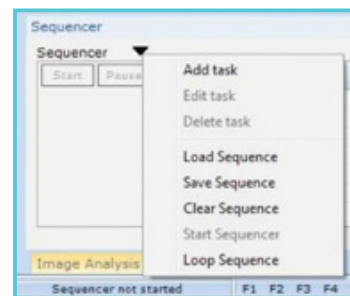 Sequencer
Sequencer
Start Pause
Add task
Edit task
Delete task
Load Sequence
Save Sequence
Clear Sequence
Start Sequencer
Loop Sequence
Image Analysis
Sequencer not started F1 F2 F3 F4